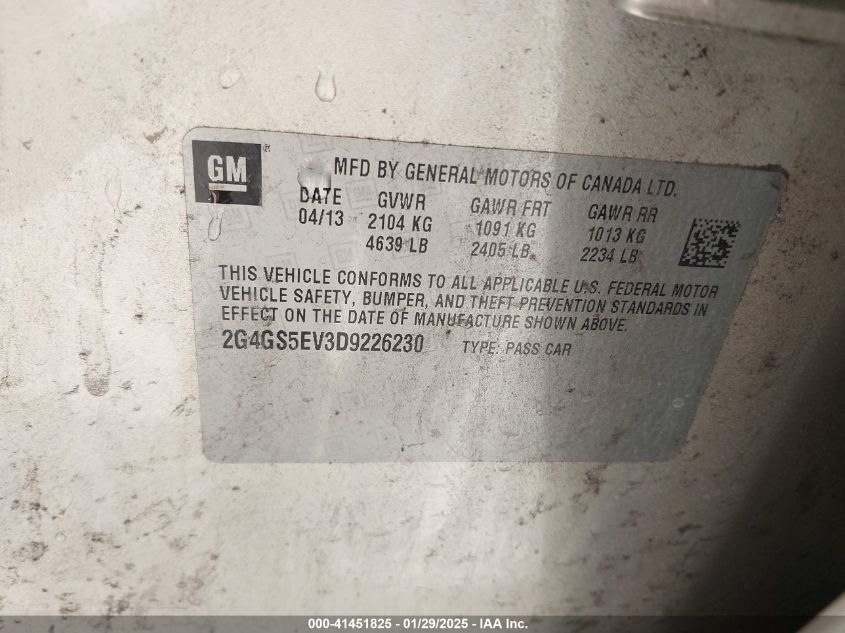 GM ®
MFD BY GENERAL MOTORS OF CANADA LTD.
DATE GVWR GAWR FRT GAWR RR
04/13 2104 KG 1091 KG 1013 KG
4639 LB 2405 LB 2234 LB
THIS VEHICLE CONFORMS TO ALL APPLICABLE U.S. FEDERAL MOTOR
VEHICLE SAFETY, BUMPER, AND THEFT PREVENTION STANDARDS IN
EFFECT ON THE DATE OF MANUFACTURE SHOWN ABOVE.
2G4GS5EV3D9226230 TYPE: PASS CAR
000-41451825 | 01/29/2025 | IAA Inc.